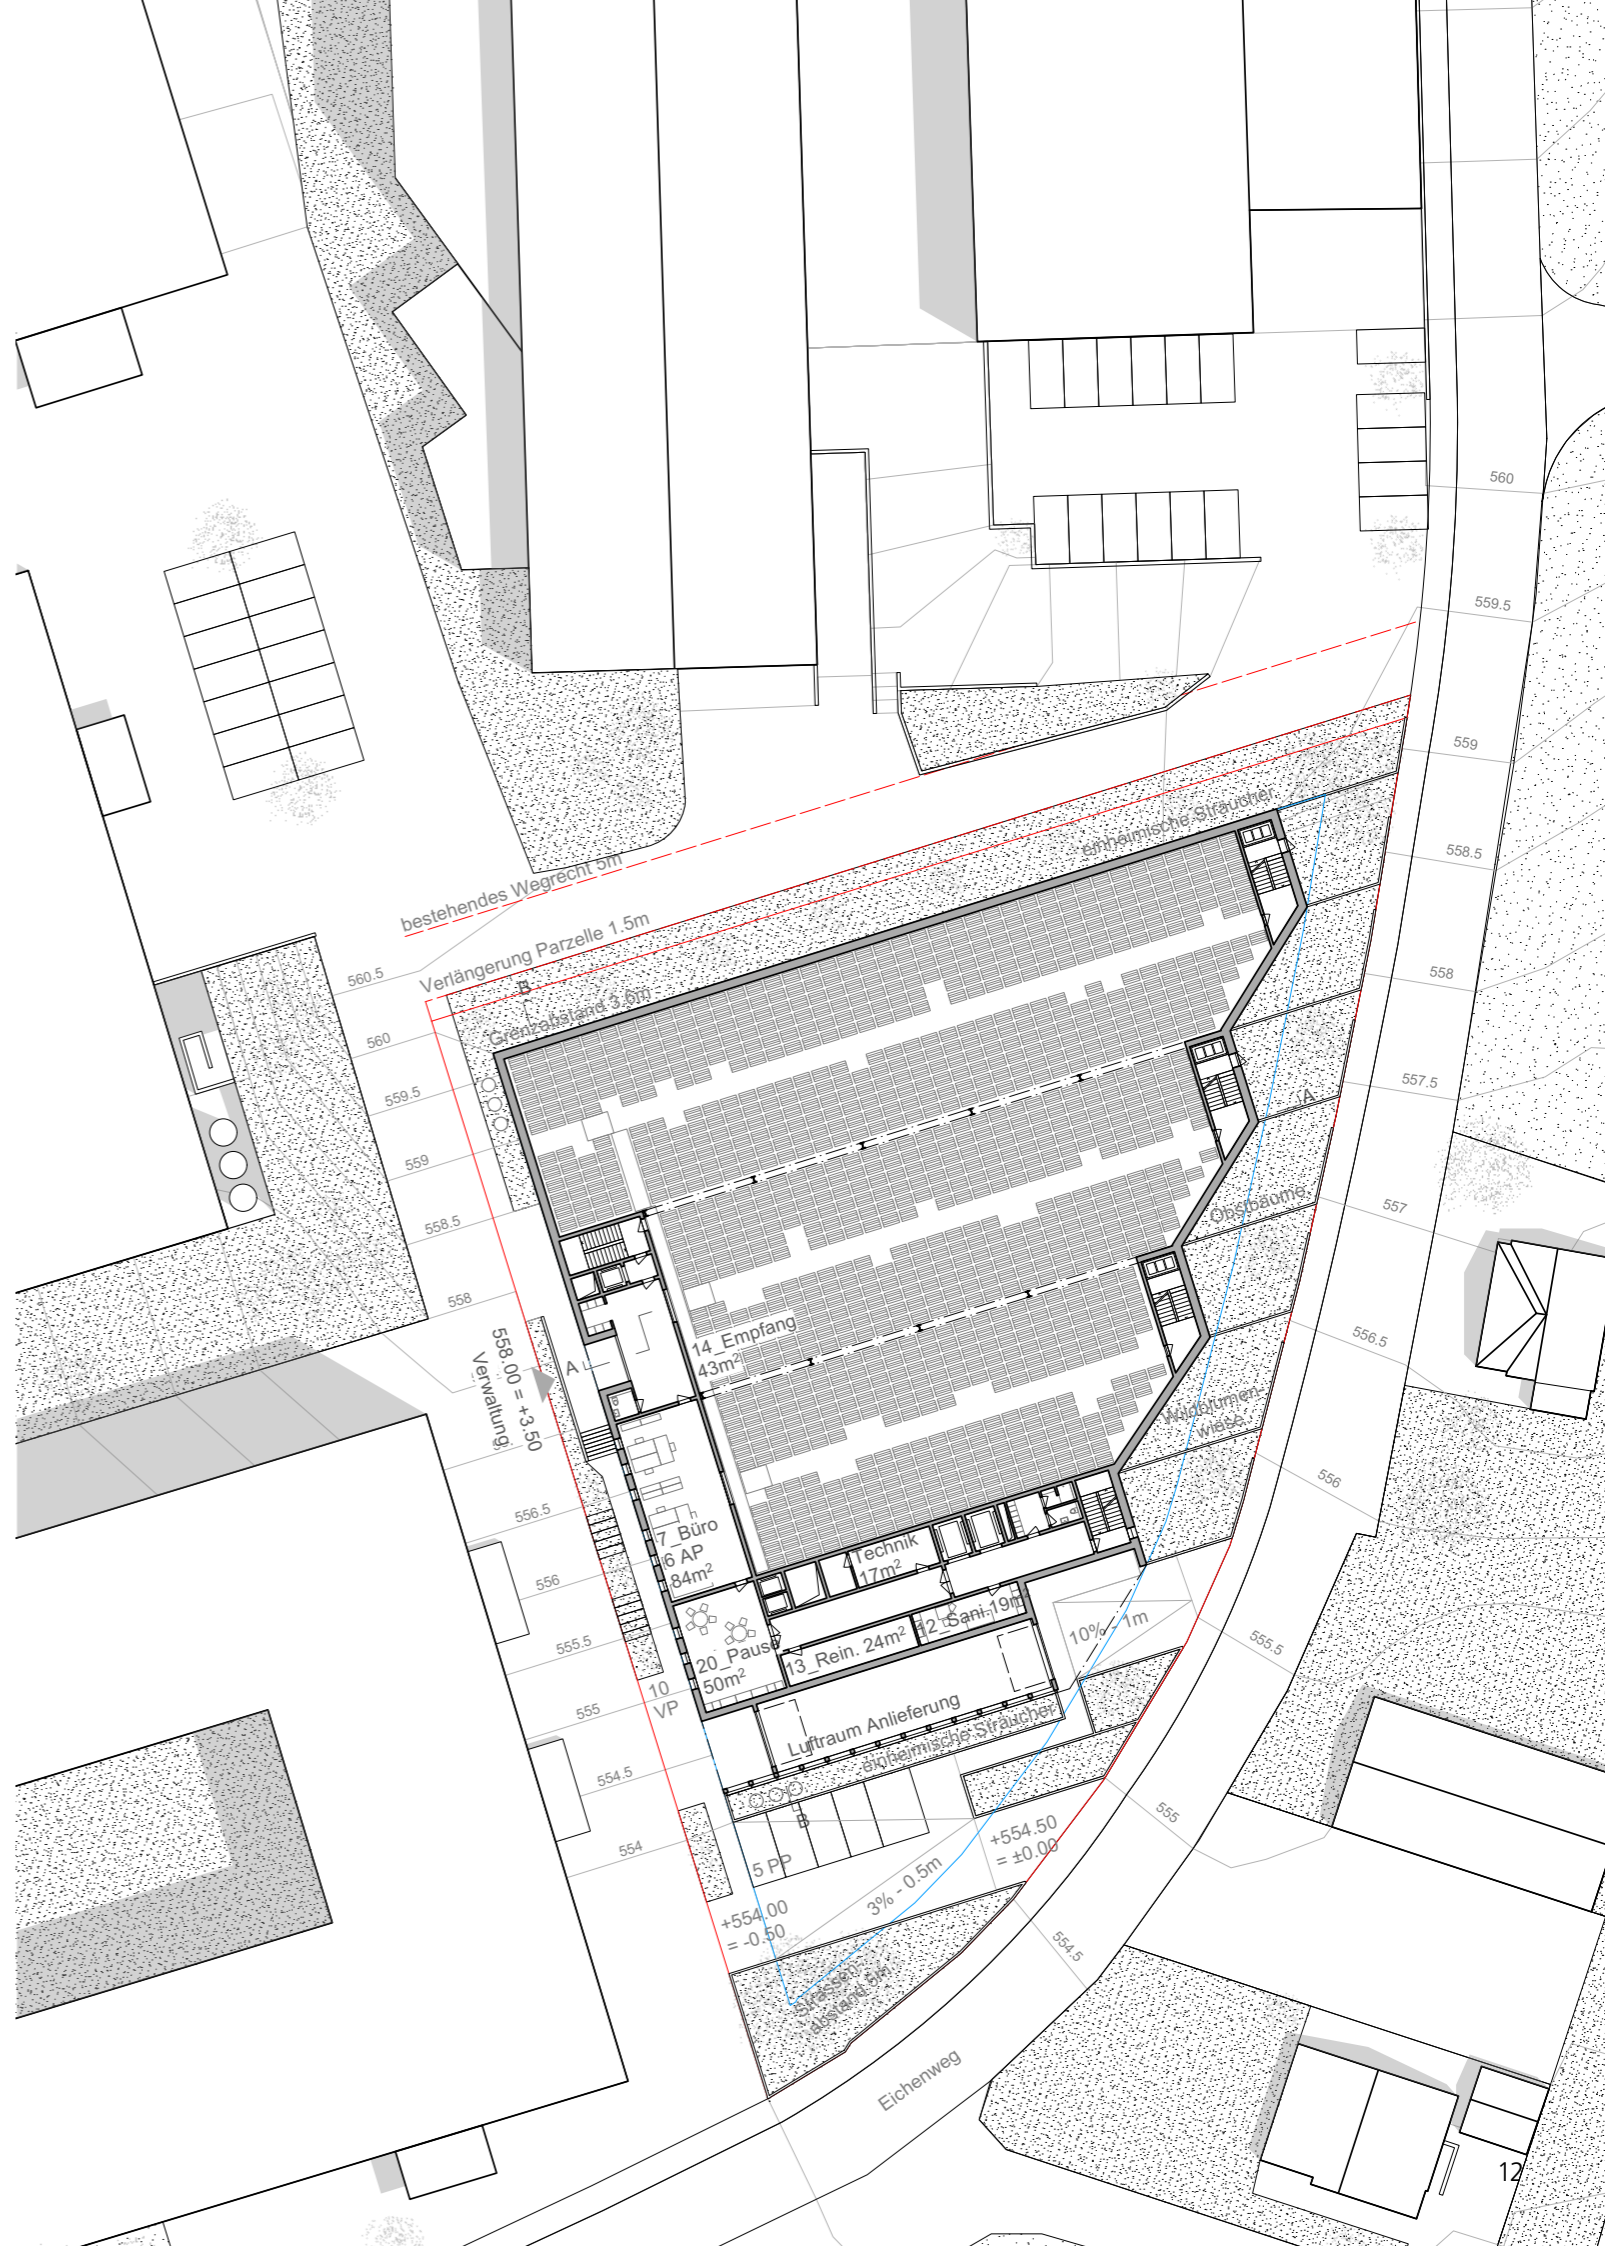 560
559.5
559
558.5
einheimische Sträucher
bestehendes Wegrecht 5m
Verlängerung Parzelle 1.5m
560.5
B
Grenzabstand 3.6m
558
560
559.5
557.5
A
559
Obstbäume
557
558.5
558
556.5
558.00 = +3.50
Verwaltung
A
14_Empfang
43m²
Wildblumen-
wiese
556
556.5
7_Büro
6 AP
84m²
Technik
17m²
556
555.5
12_Sani.19m²
10% - 1m
555.5
13_Rein. 24m²
20_Pause
50m²
10
VP
555
Luftraum Anlieferung
einheimische Sträucher
554.5
555
B
554
+554.50
= ±0.00
5 PP
3% - 0.5m
+554.00
= -0.50
554.5
Strassen-
abstand 5m
Eichenweg
12